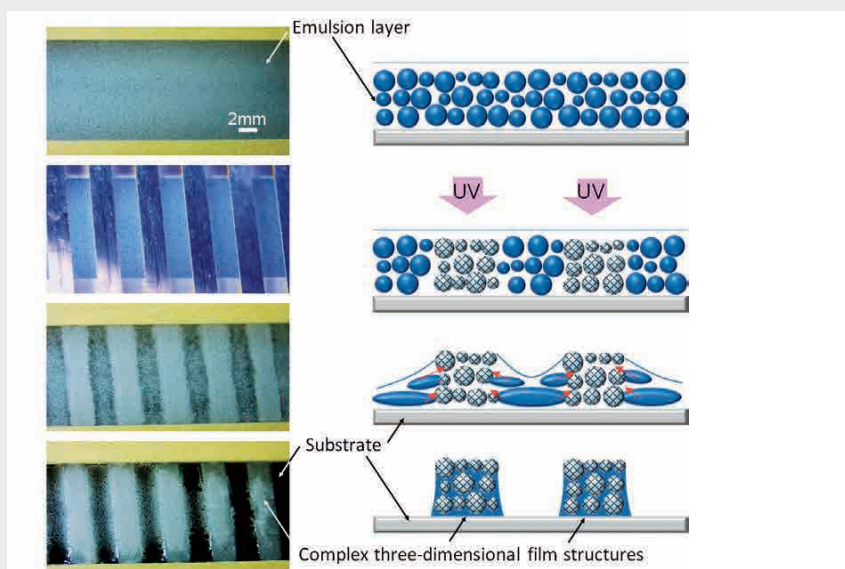 Emulsion layer
2mm
UV
UV
Substrate
Complex three-dimensional film structures